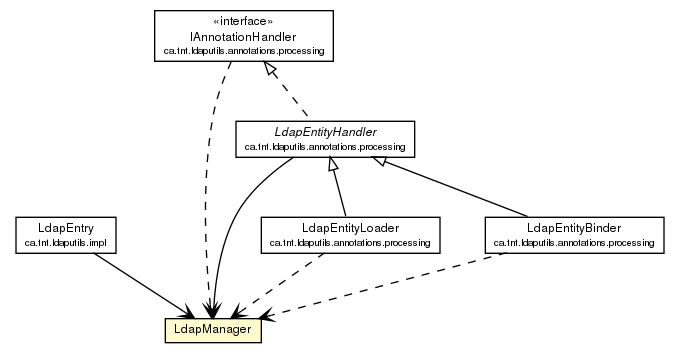 «interface»
IAnnotationHandler
ca.tnt.ldaputils.annotations.processing
LdapEntityHandler
ca.tnt.ldaputils.annotations.processing
LdapEntry
ca.tnt.ldaputils.impl
LdapEntityLoader
ca.tnt.ldaputils.annotations.processing
LdapEntityBinder
ca.tnt.ldaputils.annotations.processing
LdapManager